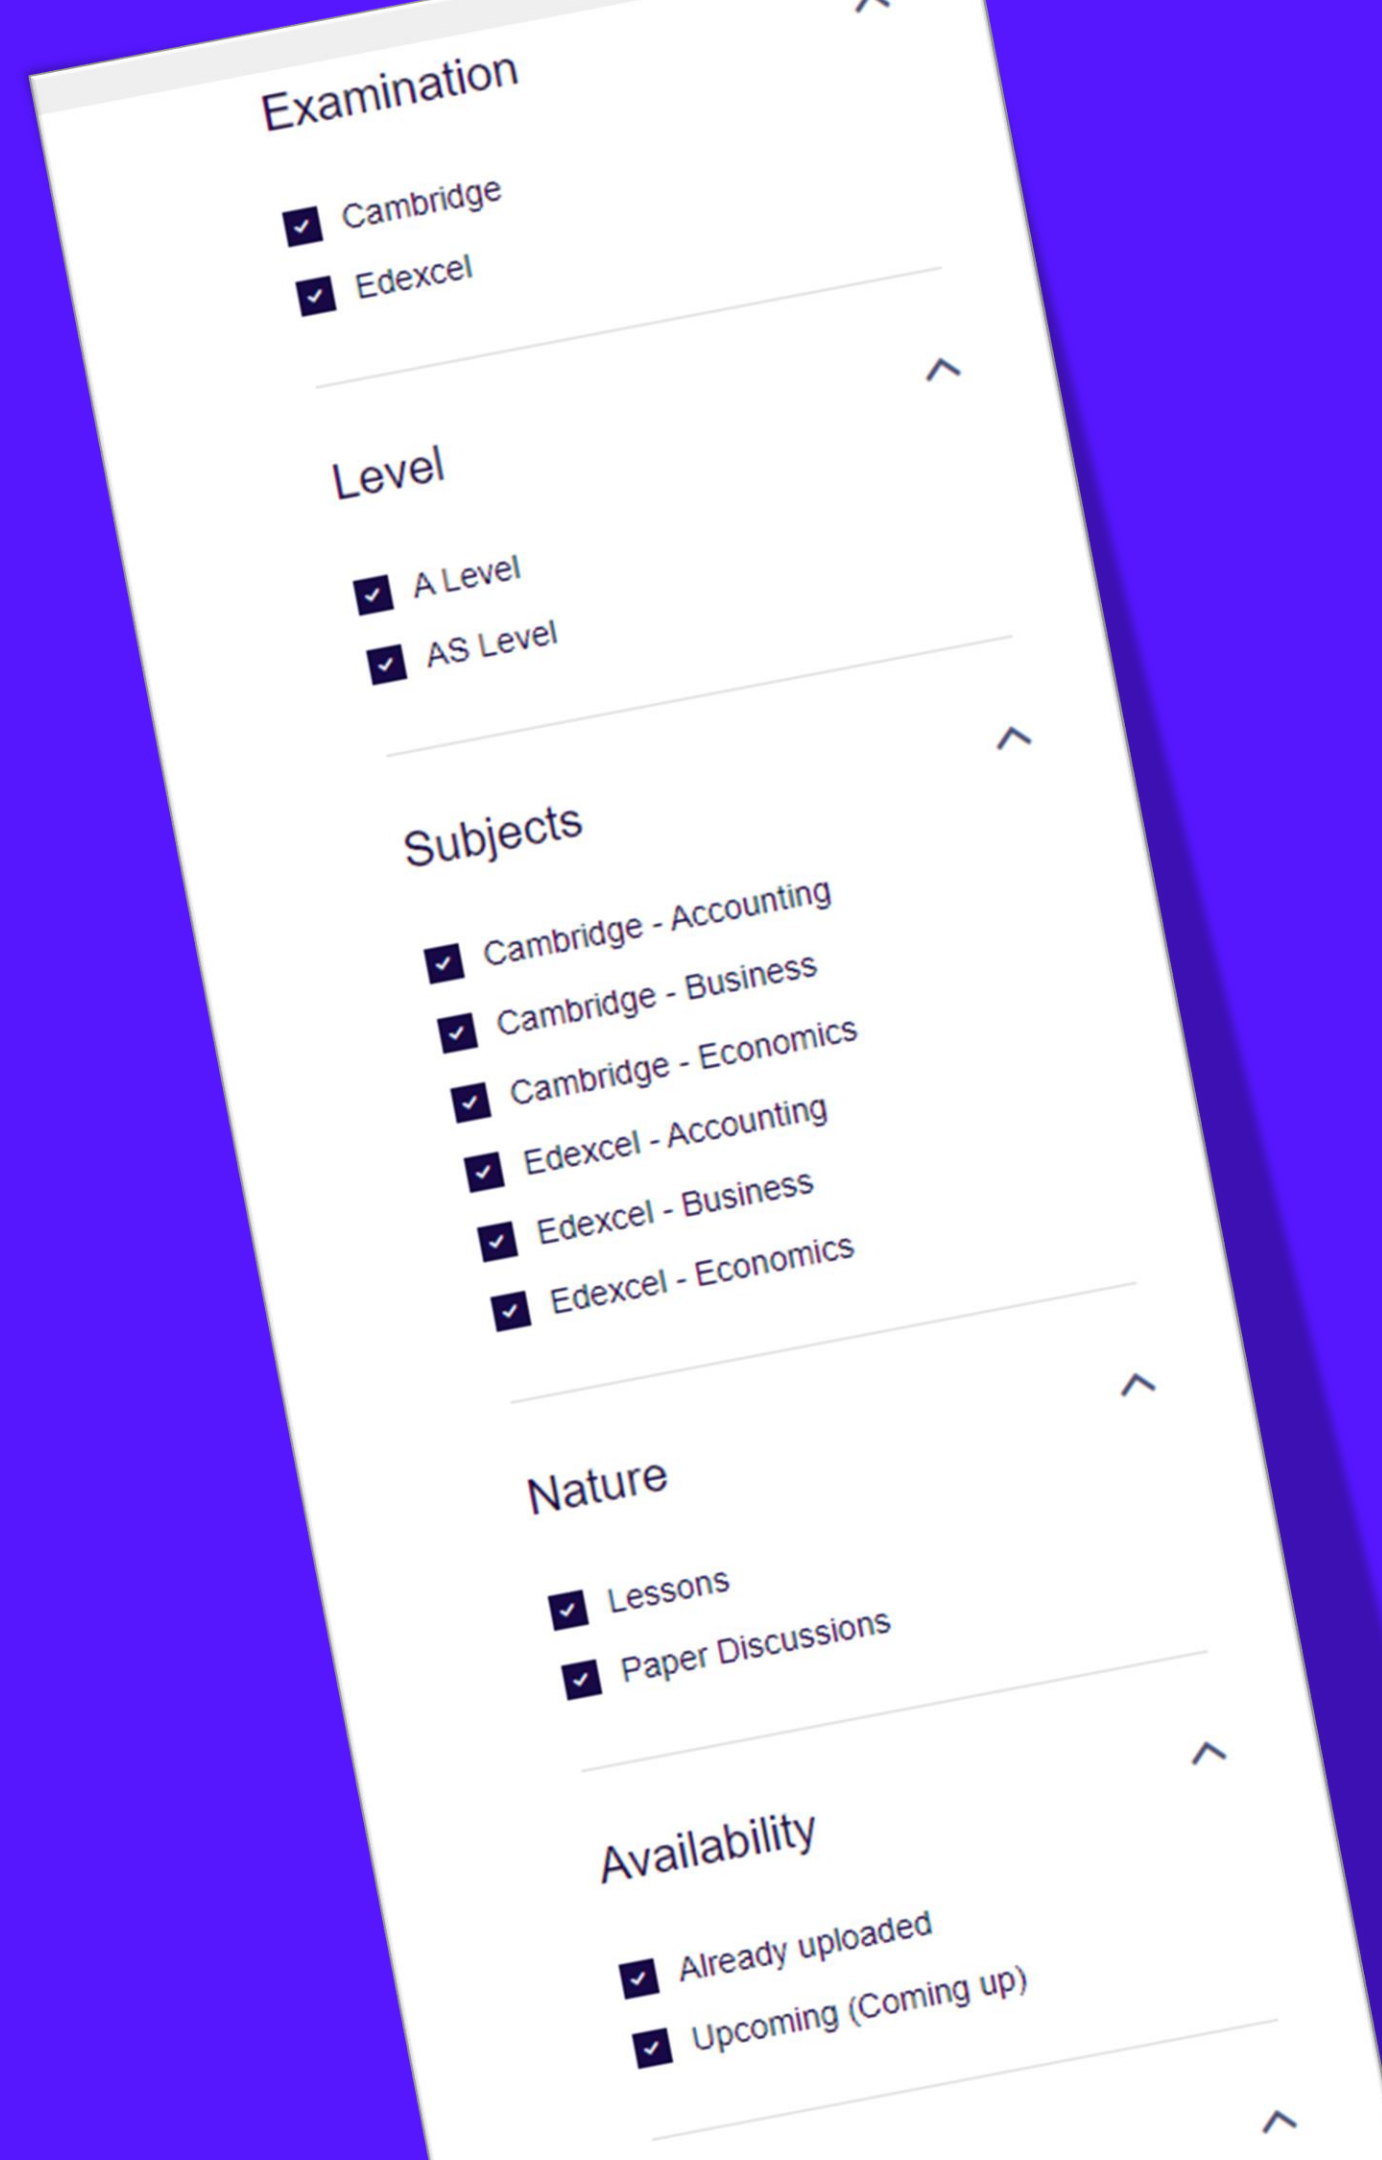 Examination
Cambridge
Edexcel
Level
A Level
AS Level
Subjects
Cambridge - Accounting
Cambridge - Business
Cambridge - Economics
Edexcel - Accounting
Edexcel - Business
Edexcel - Economics
Nature
Lessons
Paper Discussions
Availability
Already uploaded
Upcoming (Coming up)